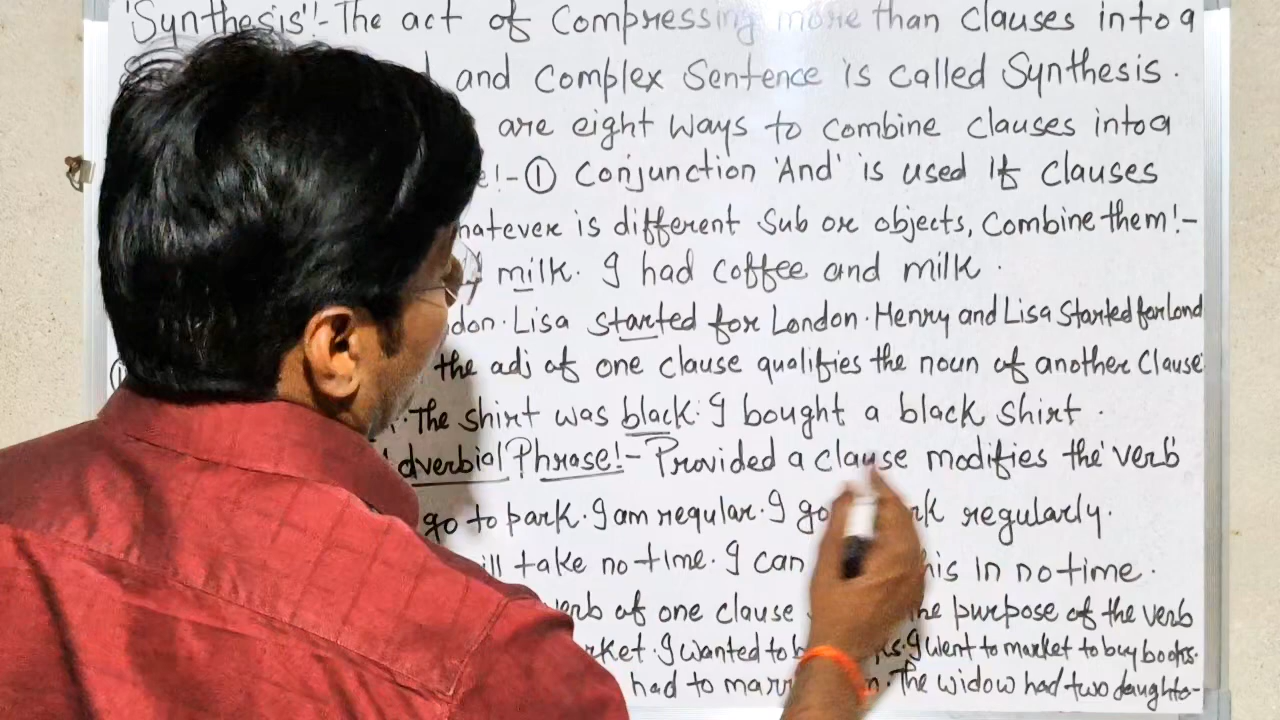 'Synthesis'!- The act of Compressing more than clauses into a
and Complex Sentence is called Synthesis.
are eight ways to combine clauses into a
e!- ① Conjunction 'And' is used If clauses
hatever is different Sub or objects, Combine them!-
milk. I had coffee and milk.
don. Lisa started for London. Henry and Lisa Started for Lond
the adj of one clause qualifies the noun of another Clause
The shirt was black. I bought a black shirt.
dverbial Phrase!- Provided a clause modifies the 'verb'
go to park. I am regular. I go rk regularly.
ill take no time. I can his in no time.
erb of one clause he purpose of the verb
rket. I wanted to b ks. I went to market to buy books.
had to marr n. The widow had two daughte-